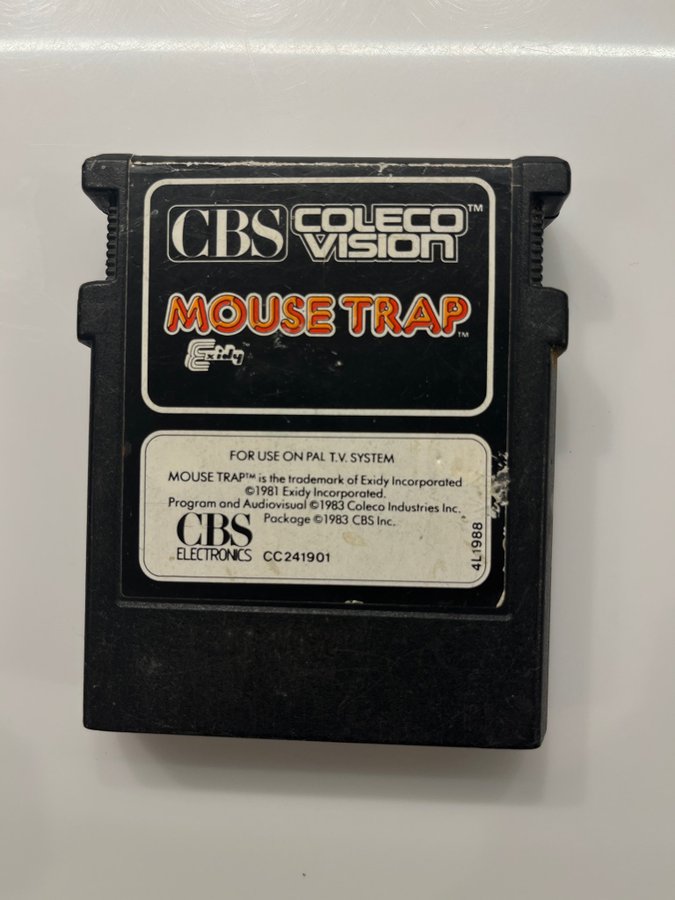 CBS COLECO VISION™
MOUSE TRAP™
Exidy™
FOR USE ON PAL T.V. SYSTEM
MOUSE TRAP™ is the trademark of Exidy Incorporated
©1981 Exidy Incorporated.
Program and Audiovisual ©1983 Coleco Industries Inc.
Package ©1983 CBS Inc.
CBS
ELECTRONICS CC241901
4L1988